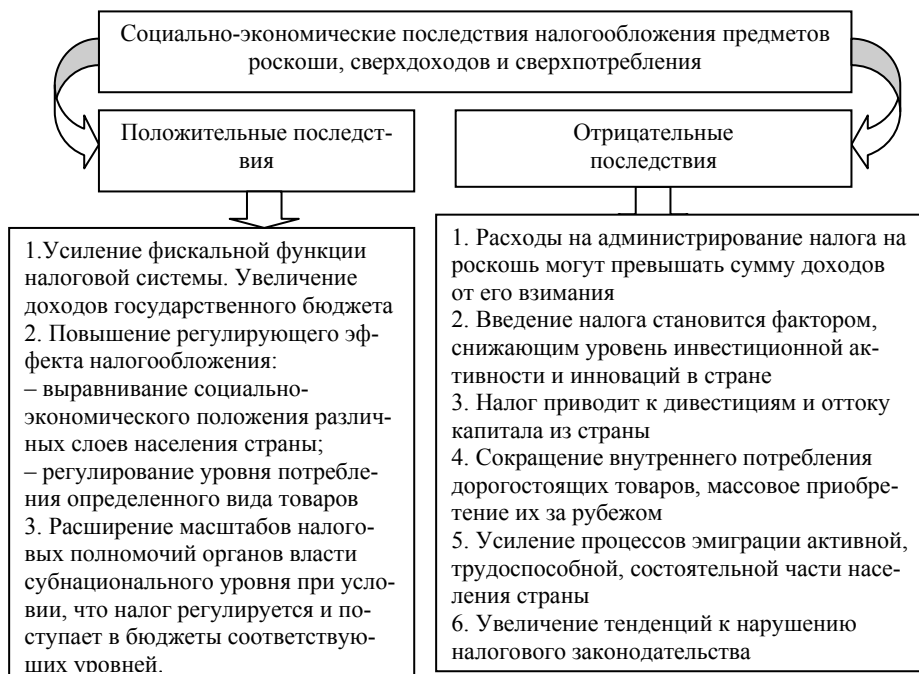 Социально-экономические последствия налогообложения предметов
роскоши, сверхдоходов и сверхпотребления
Положительные последст-
вия
Отрицательные
последствия
1.Усиление фискальной функции
налоговой системы. Увеличение
доходов государственного бюджета
2. Повышение регулирующего эф-
фекта налогообложения:
– выравнивание социально-
экономического положения различ-
ных слоев населения страны;
– регулирование уровня потребле-
ния определенного вида товаров
3. Расширение масштабов налого-
вых полномочий органов власти
субнационального уровня при усло-
вии, что налог регулируется и по-
ступает в бюджеты соответствую-
щих уровней.
1. Расходы на администрирование налога на
роскошь могут превышать сумму доходов
от его взимания
2. Введение налога становится фактором,
снижающим уровень инвестиционной ак-
тивности и инноваций в стране
3. Налог приводит к дивестициям и оттоку
капитала из страны
4. Сокращение внутреннего потребления
дорогостоящих товаров, массовое приобре-
тение их за рубежом
5. Усиление процессов эмиграции активной,
трудоспособной, состоятельной части насе-
ления страны
6. Увеличение тенденций к нарушению
налогового законодательства